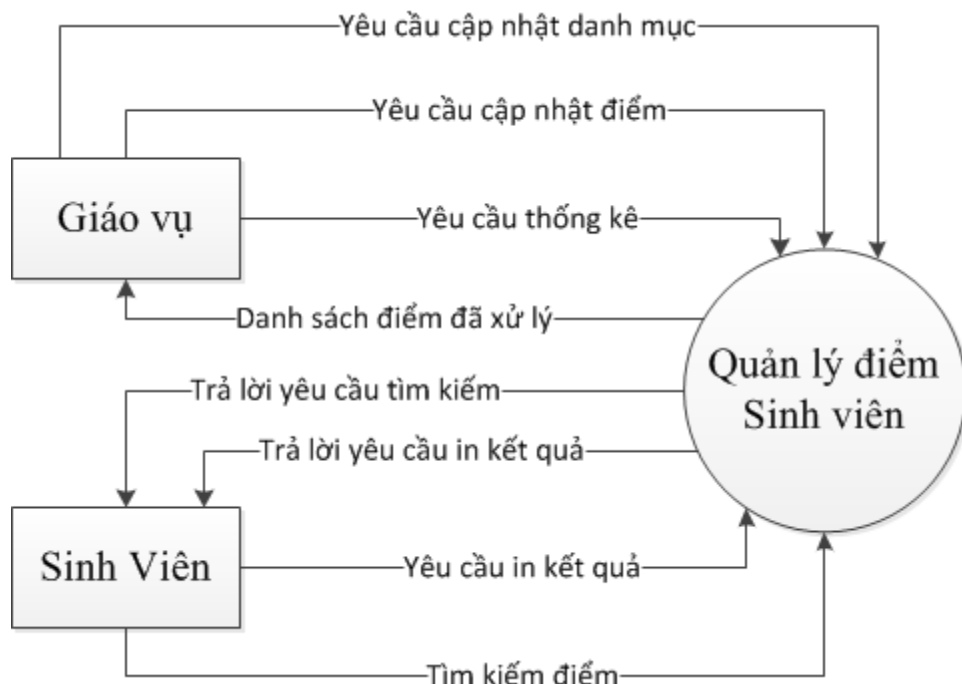 Yêu cầu cập nhật danh mục
Yêu cầu cập nhật điểm
Giáo vụ
Yêu cầu thống kê
Danh sách điểm đã xử lý
Quản lý điểm
Sinh viên
Trả lời yêu cầu tìm kiếm
Trả lời yêu cầu in kết quả
Sinh Viên
Yêu cầu in kết quả
Tìm kiếm điểm